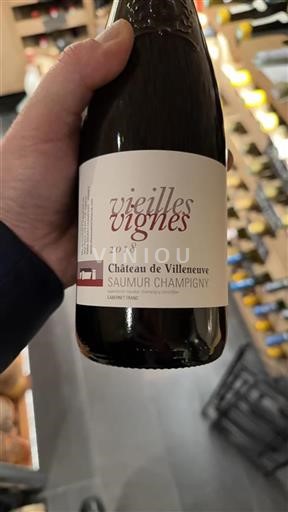 vieilles
vignes
2018
VINIOU
Château de Villeneuve
SAUMUR CHAMPIGNY
CABERNET FRANC